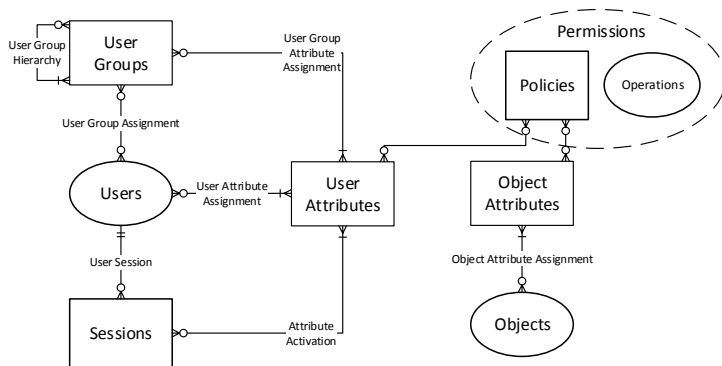 User Group
Hierarchy
User
Groups
User Group
Attribute
Assignment
Permissions
Policies
Operations
User Group Assignment
Users
User Attribute
Assignment
User
Attributes
Object
Attributes
User Session
Object Attribute Assignment
Sessions
Attribute
Activation
Objects